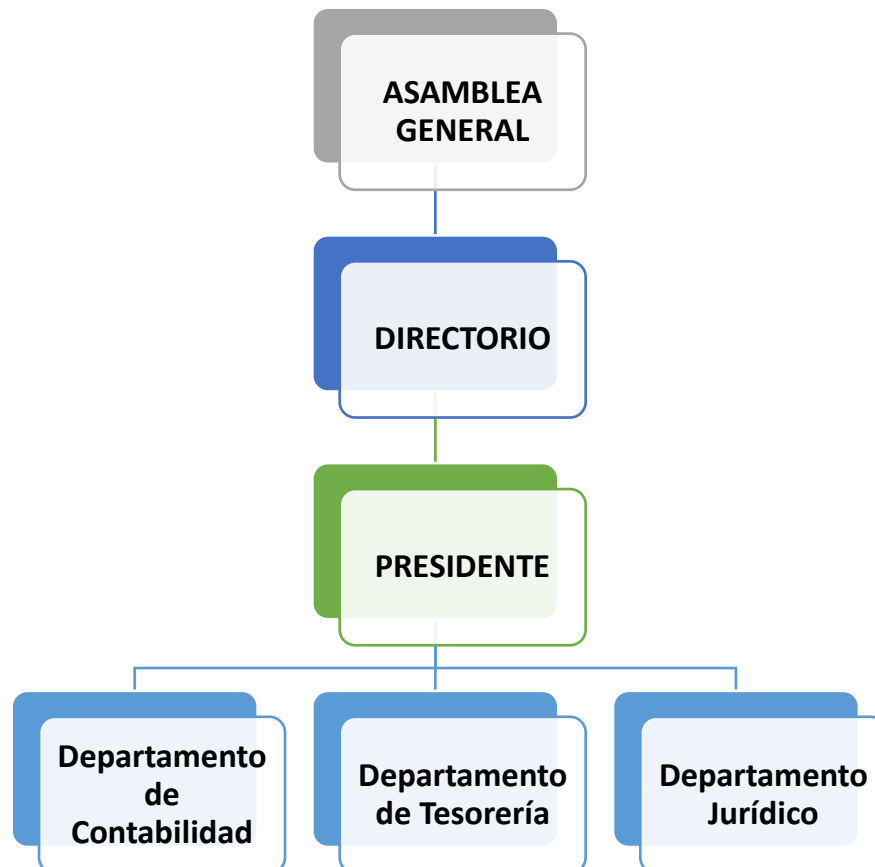 ASAMBLEA
GENERAL
DIRECTORIO
PRESIDENTE
Departamento
de
Contabilidad
Departamento
de Tesorería
Departamento
Jurídico